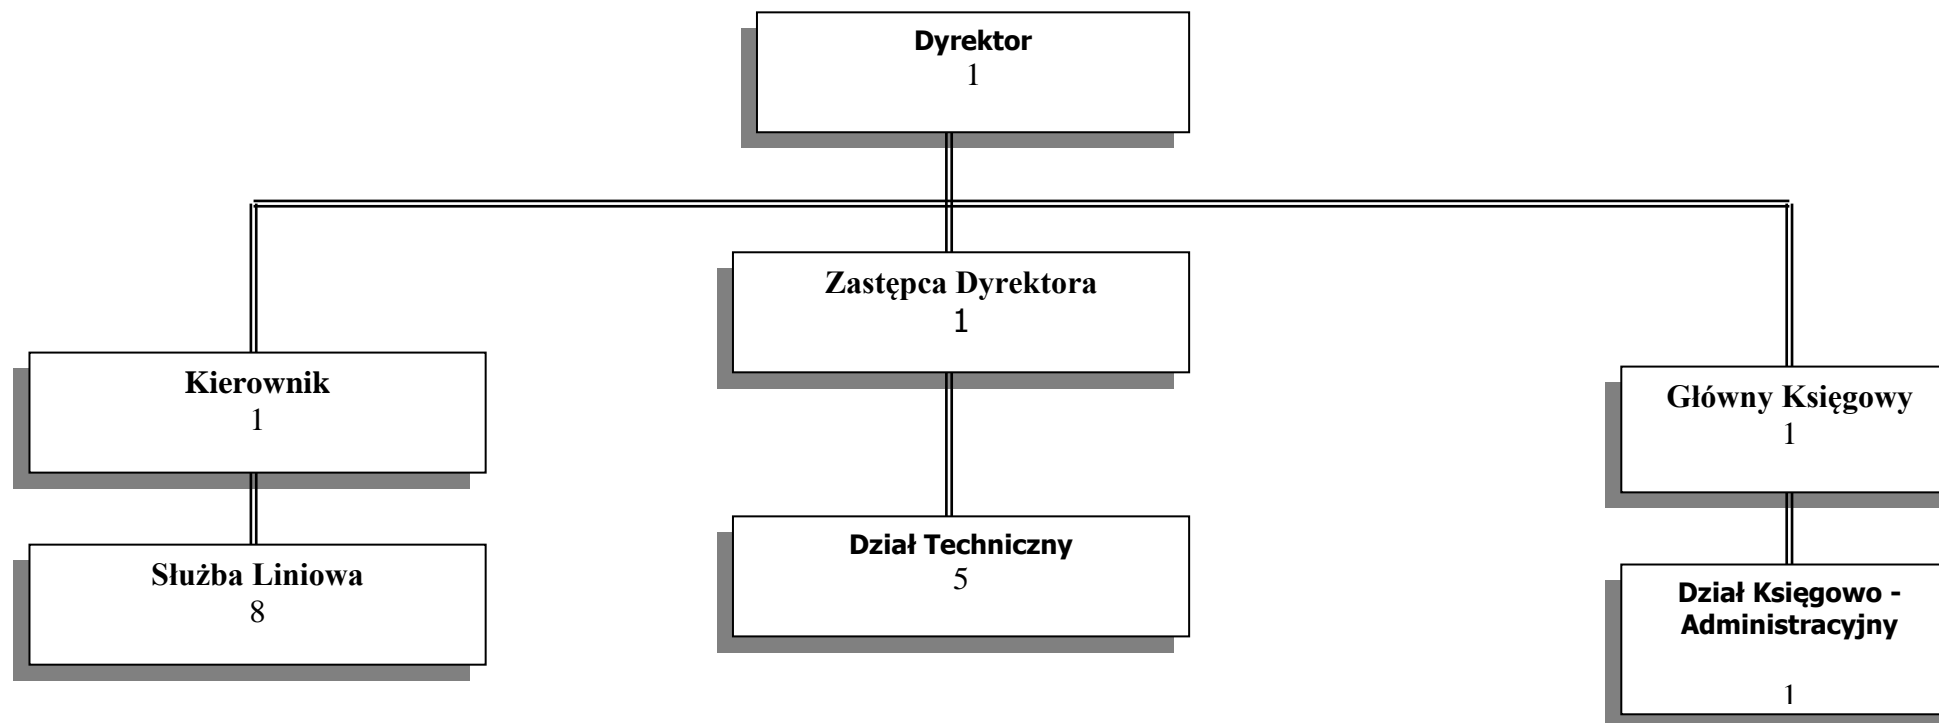 Dyrektor
1
Zastępca Dyrektora
1
Kierownik
1
Główny Księgowy
1
Dział Techniczny
5
Służba Liniowa
8
Dział Księgowo -
Administracyjny
1